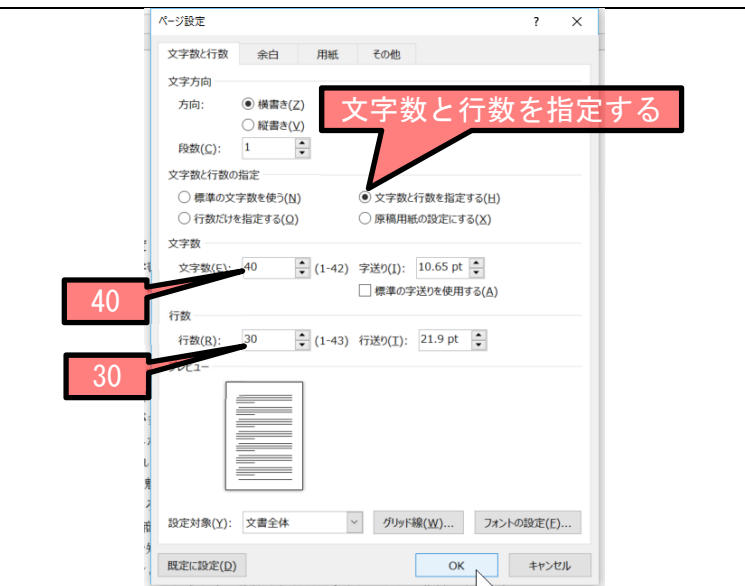 ページ設定 ? ×
文字数と行数 余白 用紙 その他
文字方向
方向: 横書き(Z)
縦書き(V)
文字数と行数を指定する
段数(C): 1
文字数と行数の指定
標準の文字数を使う(N) 文字数と行数を指定する(H)
行数だけを指定する(O) 原稿用紙の設定にする(X)
文字数
文字数(E): 40 (1-42) 字送り(I): 10.65 pt
標準の字送りを使用する(A)
40
行数
行数(R): 30 (1-43) 行送り(T): 21.9 pt
30
プレビュー
設定対象(Y): 文書全体 グリッド線(W)... フォントの設定(F)...
既定に設定(D) OK キャンセル